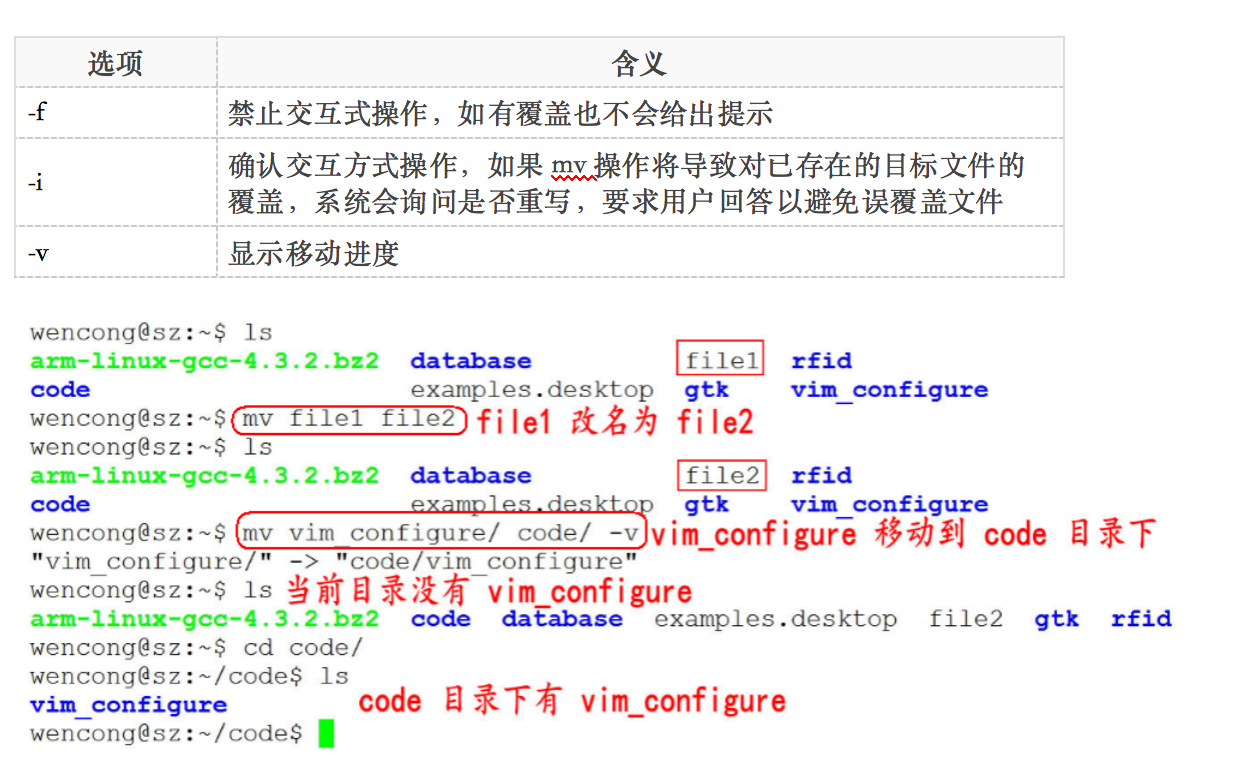 选项 含义
-f 禁止交互式操作，如有覆盖也不会给出提示
-i 确认交互方式操作，如果 mv 操作将导致对已存在的目标文件的
覆盖，系统会询问是否重写，要求用户回答以避免误覆盖文件
-v 显示移动进度
wencong@sz:~$ ls
arm-linux-gcc-4.3.2.bz2 database file1 rfid
code examples.desktop gtk vim_configure
wencong@sz:~$ mv file1 file2 file1 改名为 file2
wencong@sz:~$ ls
arm-linux-gcc-4.3.2.bz2 database file2 rfid
code examples.desktop gtk vim_configure
wencong@sz:~$ mv vim_configure/ code/ -v vim_configure 移动到 code 目录下
"vim_configure/" -> "code/vim_configure"
wencong@sz:~$ ls 当前目录没有 vim_configure
arm-linux-gcc-4.3.2.bz2 code database examples.desktop file2 gtk rfid
wencong@sz:~$ cd code/
wencong@sz:~/code$ ls
vim_configure code 目录下有 vim_configure
wencong@sz:~/code$